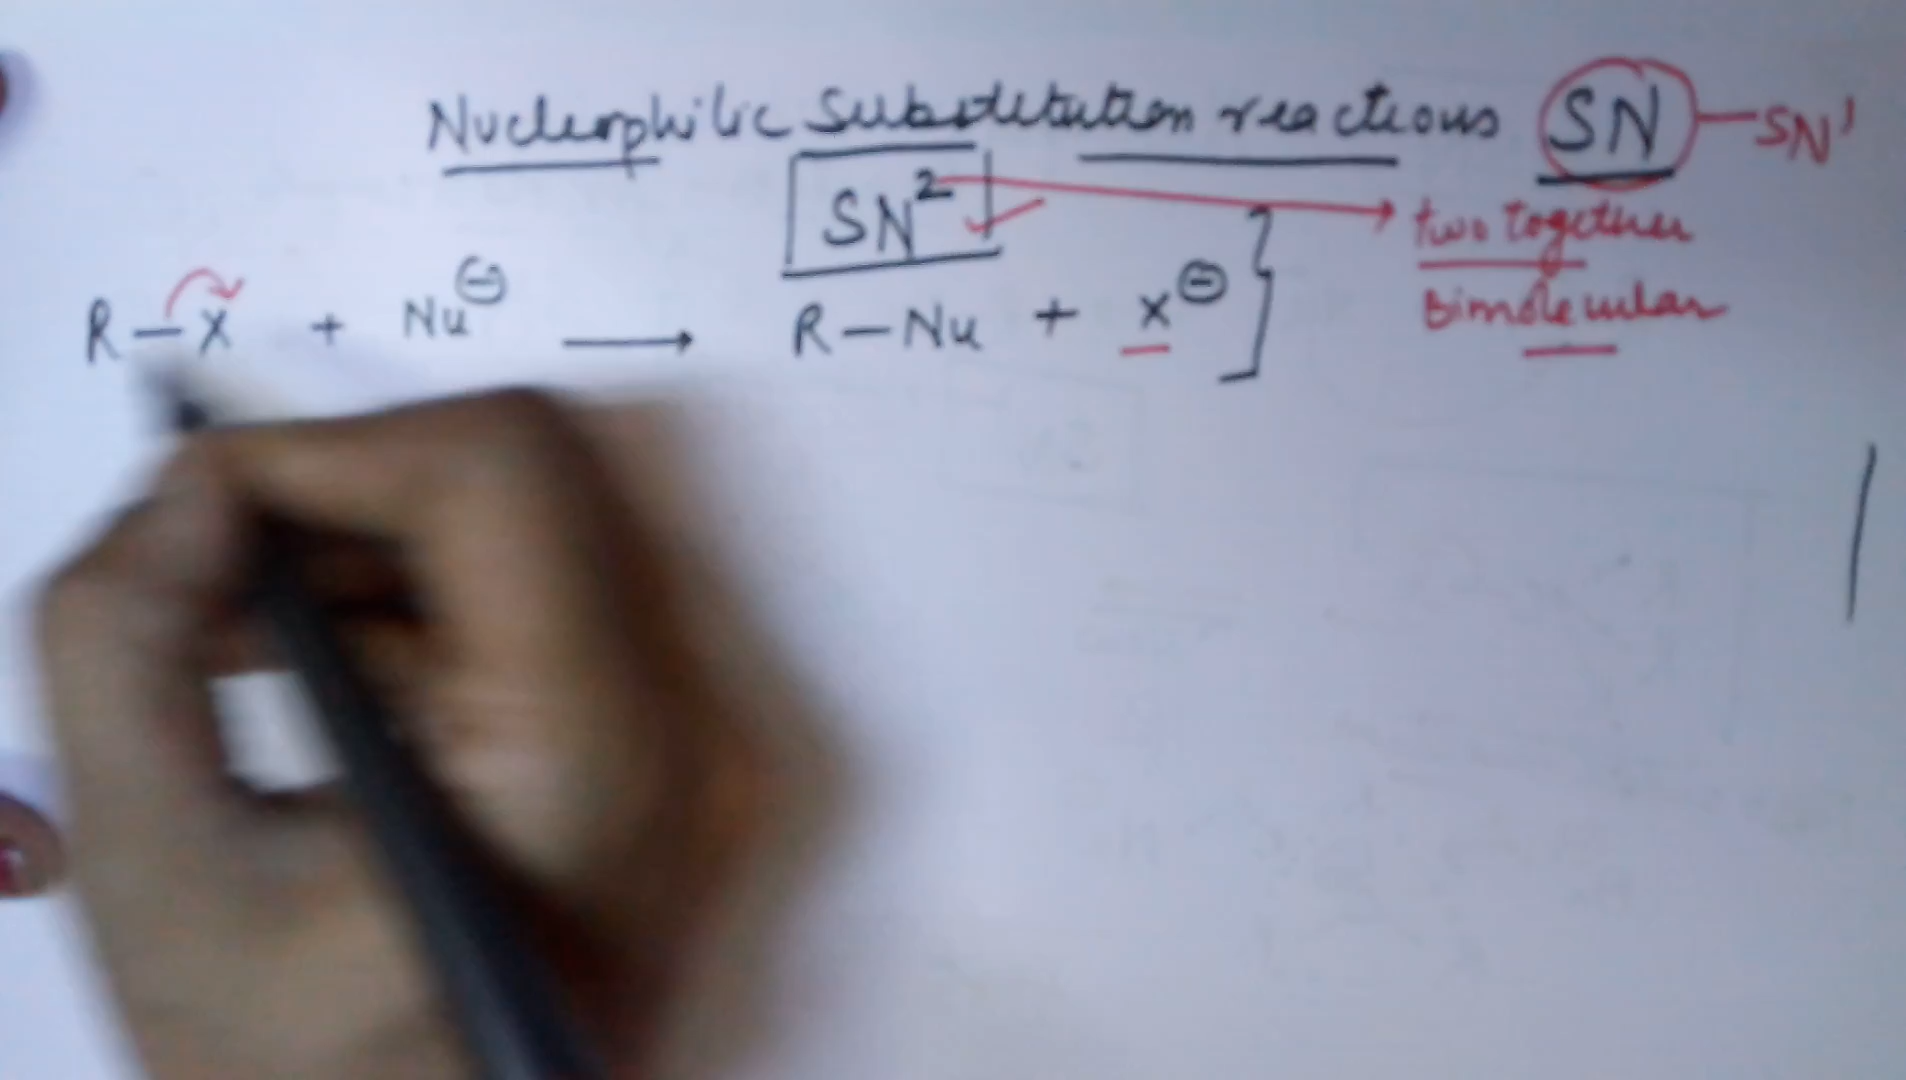 Nucleophilic Substitution reactions SN — SN¹
SN² → two together
Bimolecular
R—X + Nu⊖ → R—Nu + X⊖